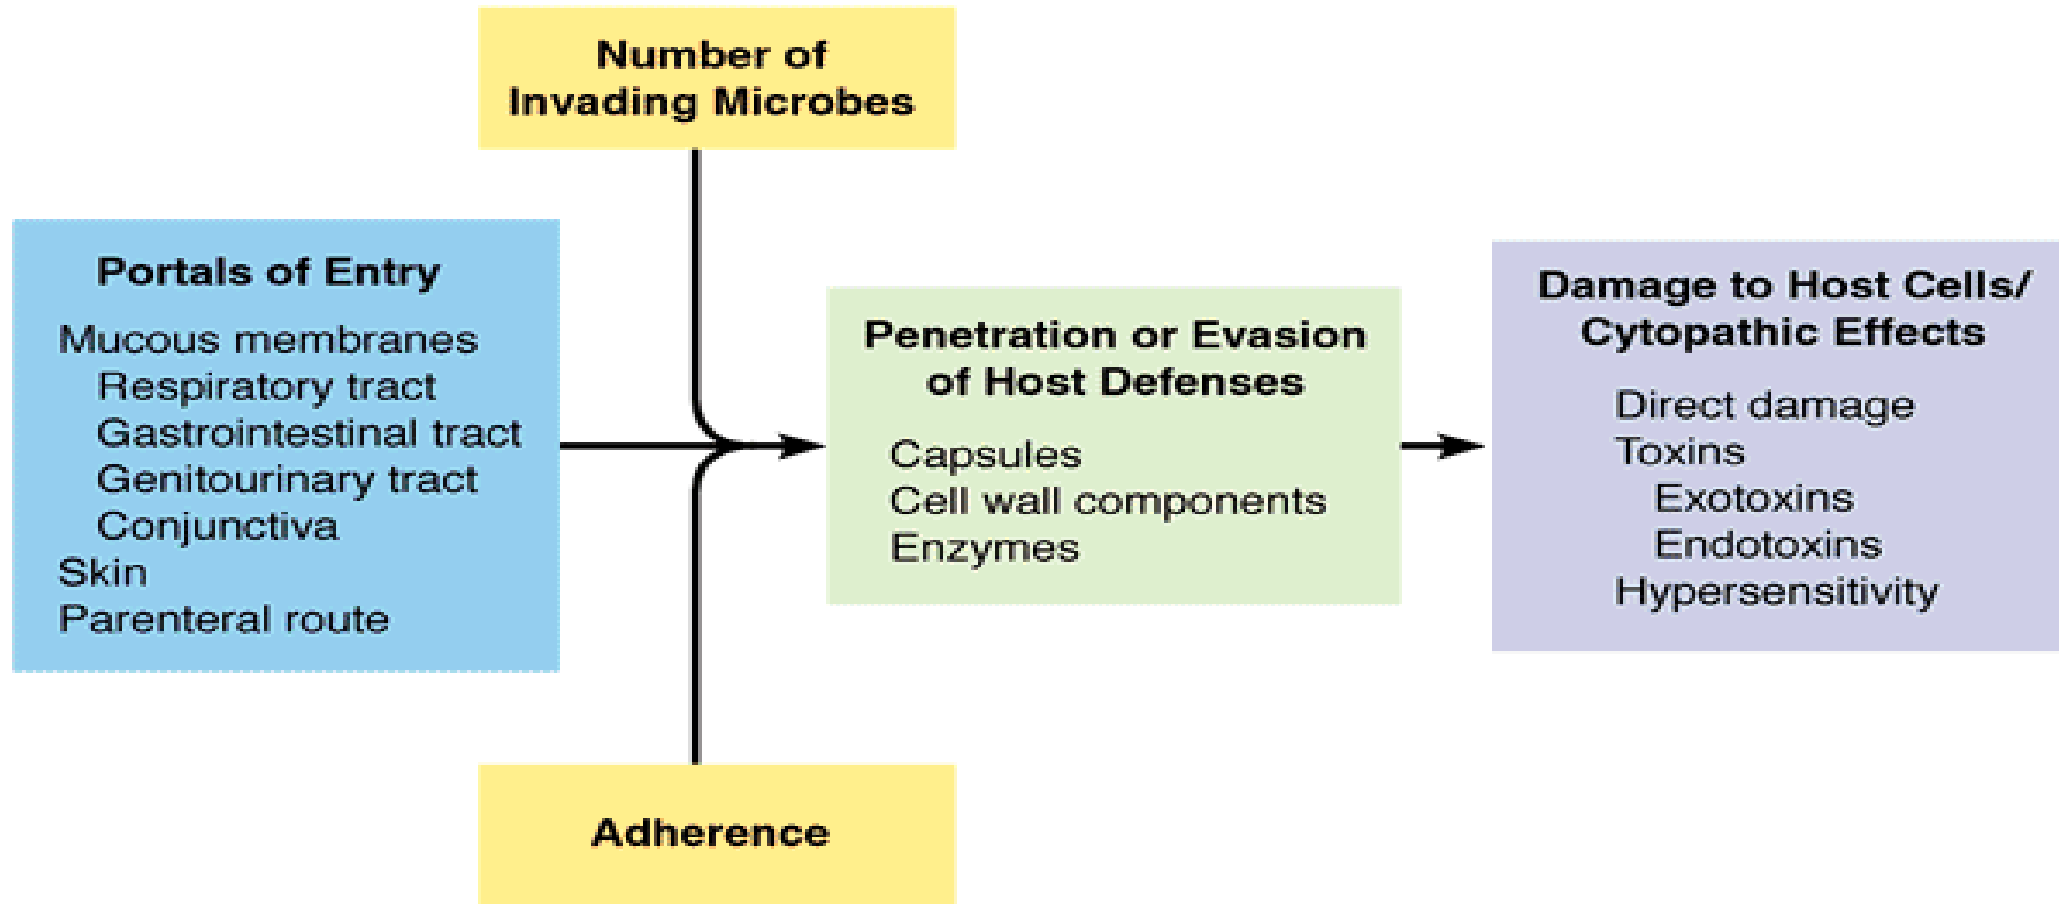 Number of
Invading Microbes
Portals of Entry
Mucous membranes
Respiratory tract
Gastrointestinal tract
Genitourinary tract
Conjunctiva
Skin
Parenteral route
Penetration or Evasion
of Host Defenses
Capsules
Cell wall components
Enzymes
Damage to Host Cells/
Cytopathic Effects
Direct damage
Toxins
Exotoxins
Endotoxins
Hypersensitivity
Adherence